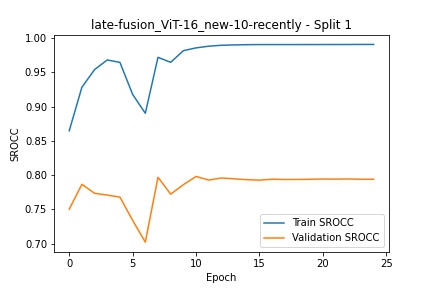 late-fusion_ViT-16_new-10-recently - Split 1
1.00
0.95
0.90
0.85
0.80
0.75
0.70
SROCC
Train SROCC
Validation SROCC
0 5 10 15 20 25
Epoch